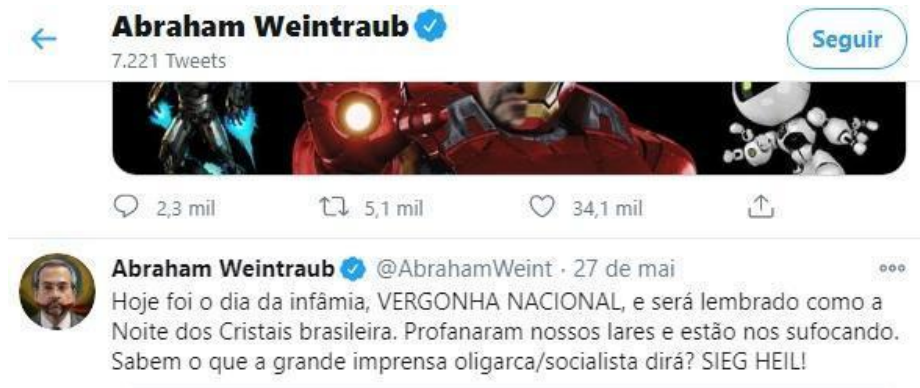 Abraham Weintraub
7.221 Tweets
Seguir
2,3 mil
5,1 mil
34,1 mil
Abraham Weintraub @AbrahamWeint · 27 de mai
Hoje foi o dia da infâmia, VERGONHA NACIONAL, e será lembrado como a
Noite dos Cristais brasileira. Profanaram nossos lares e estão nos sufocando.
Sabem o que a grande imprensa oligarca/socialista dirá? SIEG HEIL!